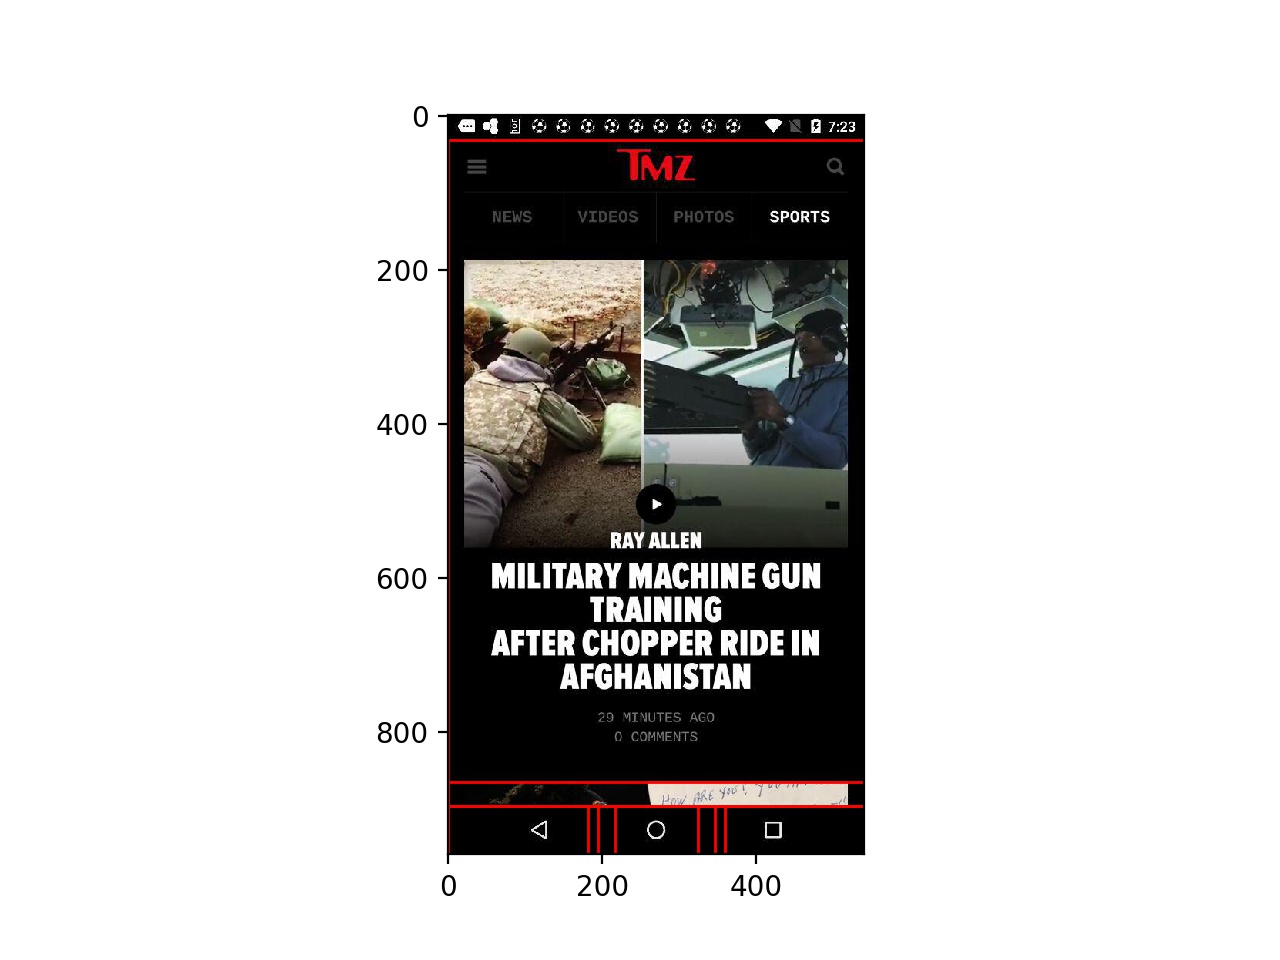 0
7:23
TMZ
NEWS VIDEOS PHOTOS SPORTS
200
400
RAY ALLEN
600
MILITARY MACHINE GUN
TRAINING
AFTER CHOPPER RIDE IN
AFGHANISTAN
29 MINUTES AGO
800
0 COMMENTS
HOW ARE YOU!
0 200 400